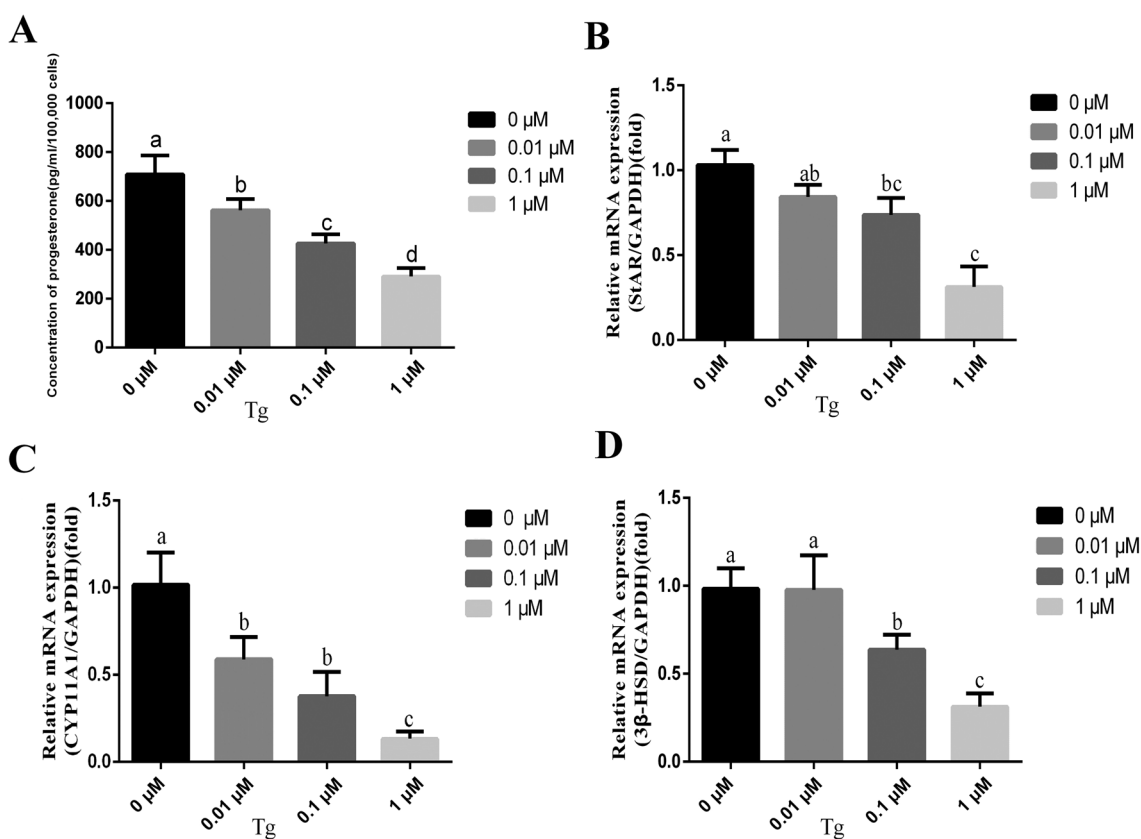 A
Concentration of progesterone(pg/ml/100,000 cells)
1000
800
600
400
200
0
a
b
c
d
0 µM
0.01 µM
0.1 µM
1 µM
Tg
0 µM
0.01 µM
0.1 µM
1 µM
B
Relative mRNA expression
(StAR/GAPDH)(fold)
1.5
1.0
0.5
0.0
a
ab
bc
c
0 µM
0.01 µM
0.1 µM
1 µM
Tg
0 µM
0.01 µM
0.1 µM
1 µM
C
Relative mRNA expression
(CYP11A1/GAPDH)(fold)
1.5
1.0
0.5
0.0
a
b
b
c
0 µM
0.01 µM
0.1 µM
1 µM
Tg
0 µM
0.01 µM
0.1 µM
1 µM
D
Relative mRNA expression
(3β-HSD/GAPDH)(fold)
1.5
1.0
0.5
0.0
a
a
b
c
0 µM
0.01 µM
0.1 µM
1 µM
Tg
0 µM
0.01 µM
0.1 µM
1 µM